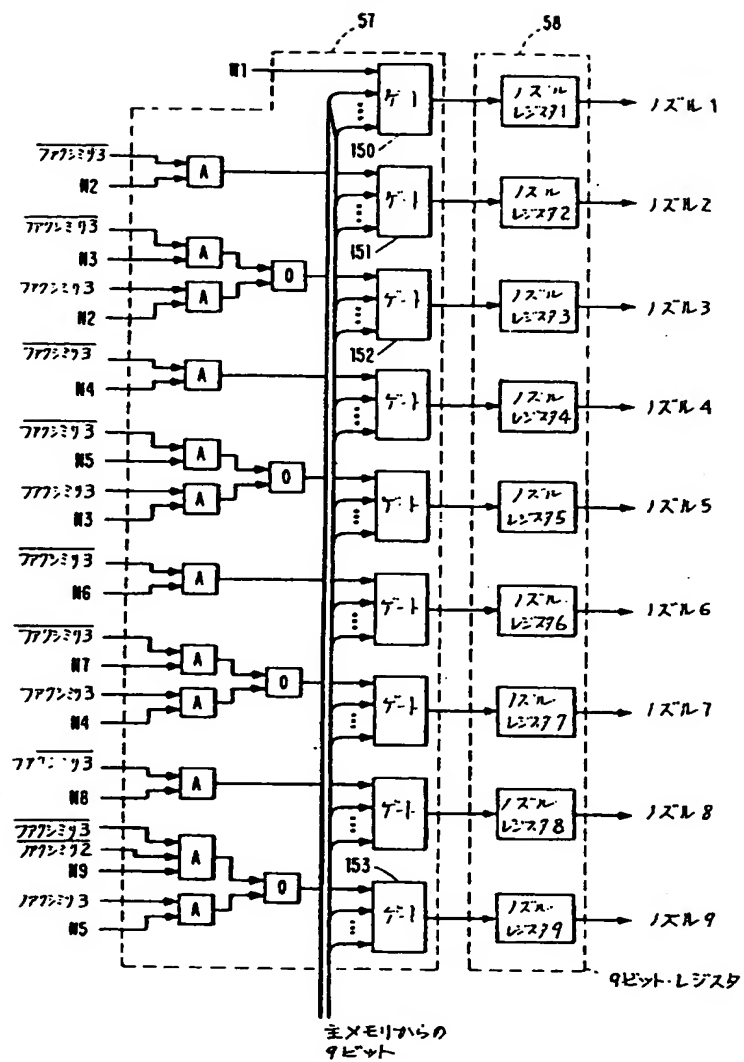 57
58
N1
ゲート
150
ノズル
レジスタ1
ノズル1
ファクシミリ3
N2
A
151
ゲート
ノズル
レジスタ2
ノズル2
ファクシミリ3
N3
A
ファクシミリ3
N2
A
O
152
ゲート
ノズル
レジスタ3
ノズル3
ファクシミリ3
N4
A
ゲート
ノズル
レジスタ4
ノズル4
ファクシミリ3
N5
A
ファクシミリ3
N3
A
O
ゲート
ノズル
レジスタ5
ノズル5
ファクシミリ3
N6
A
ゲート
ノズル
レジスタ6
ノズル6
ファクシミリ3
N7
A
ファクシミリ3
N4
A
O
ゲート
ノズル
レジスタ7
ノズル7
ファクシミリ3
N8
A
ゲート
ノズル
レジスタ8
ノズル8
ファクシミリ3
ファクシミリ2
N9
A
ファクシミリ3
N5
A
O
153
ゲート
ノズル
レジスタ9
ノズル9
9ビット・レジスタ
主メモリからの
9ビット